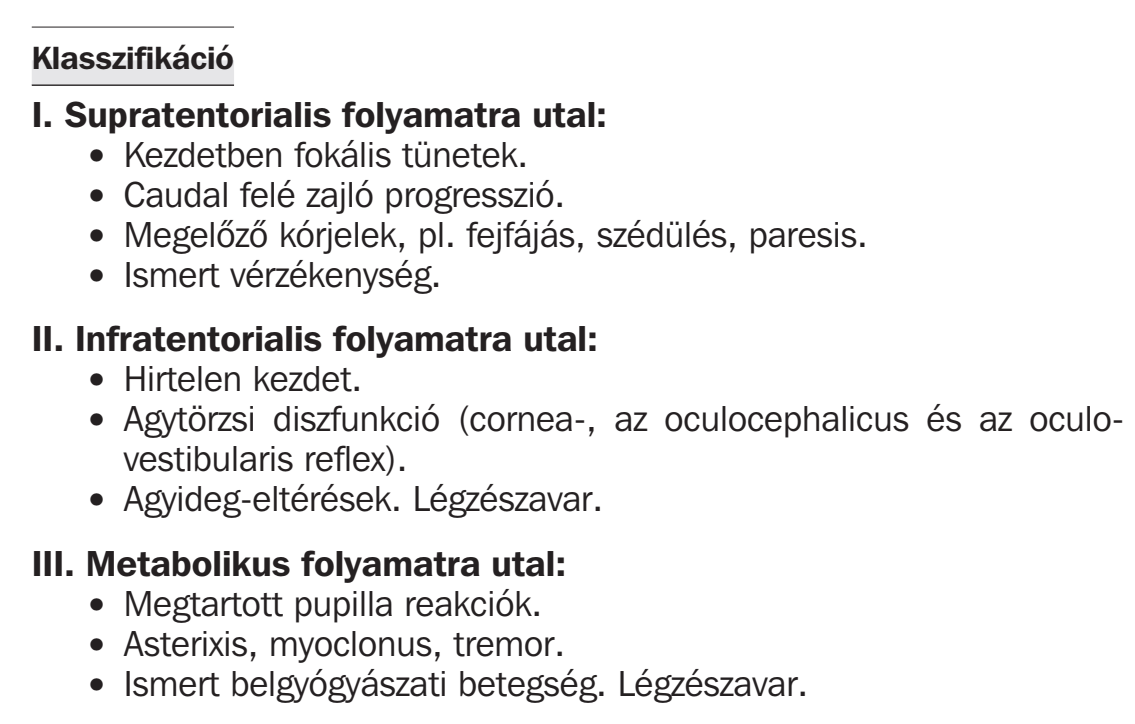 Klasszifikáció
I. Supratentorialis folyamatra utal:
• Kezdetben fokális tünetek.
• Caudal felé zajló progresszió.
• Megelőző kórjelek, pl. fejfájás, szédülés, paresis.
• Ismert vérzékenység.
II. Infratentorialis folyamatra utal:
• Hirtelen kezdet.
• Agytörzsi diszfunkció (cornea-, az oculocephalicus és az oculo-
vestibularis reflex).
• Agyideg-eltérések. Légzészavar.
III. Metabolikus folyamatra utal:
• Megtartott pupilla reakciók.
• Asterixis, myoclonus, tremor.
• Ismert belgyógyászati betegség. Légzészavar.